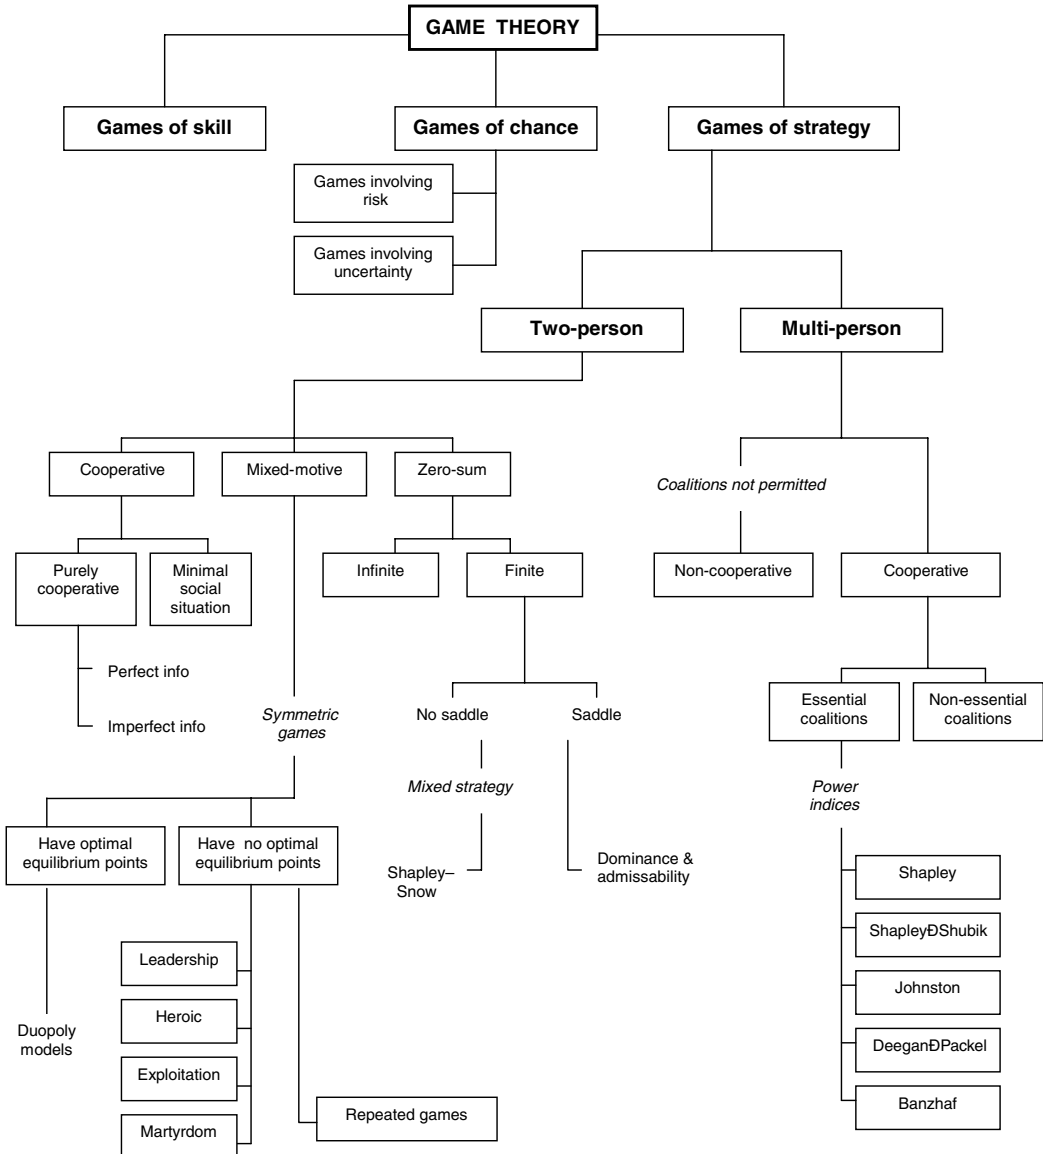 GAME THEORY
Games of skill
Games of chance
Games of strategy
Games involving
risk
Games involving
uncertainty
Two-person
Multi-person
Cooperative
Mixed-motive
Zero-sum
Coalitions not permitted
Purely
cooperative
Minimal
social
situation
Infinite
Finite
Non-cooperative
Cooperative
Perfect info
Imperfect info
Symmetric
games
No saddle
Saddle
Essential
coalitions
Non-essential
coalitions
Mixed strategy
Power
indices
Have optimal
equilibrium points
Have no optimal
equilibrium points
Shapley–
Snow
Dominance &
admissability
Shapley
ShapleyÐShubik
Johnston
DeeganÐPackel
Banzhaf
Leadership
Heroic
Exploitation
Martyrdom
Duopoly
models
Repeated games